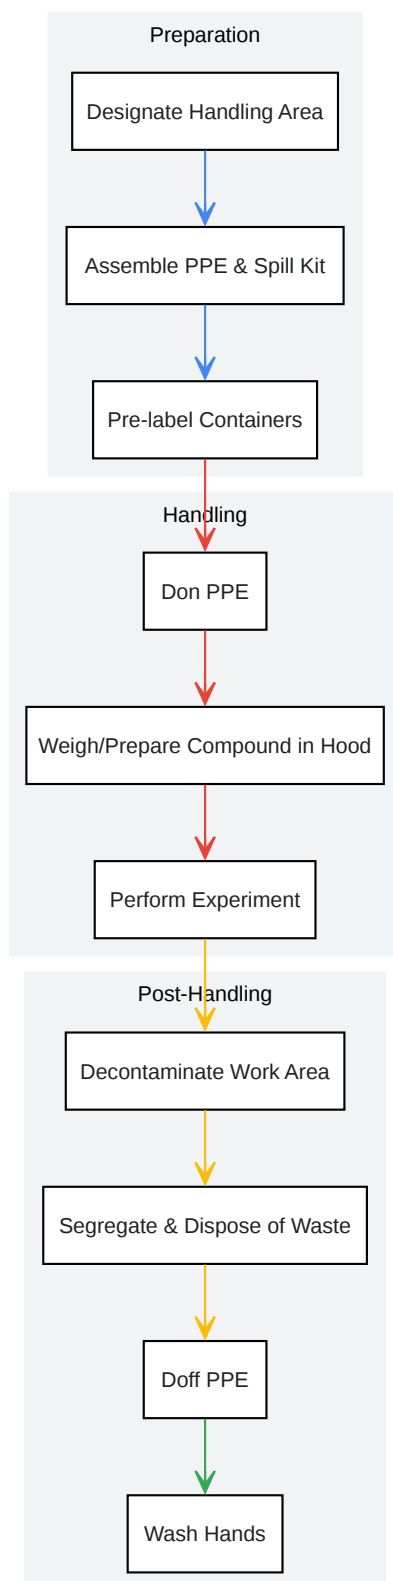 Preparation
Designate Handling Area
Assemble PPE & Spill Kit
Pre-label Containers
Handling
Don PPE
Weigh/Prepare Compound in Hood
Perform Experiment
Post-Handling
Decontaminate Work Area
Segregate & Dispose of Waste
Doff PPE
Wash Hands